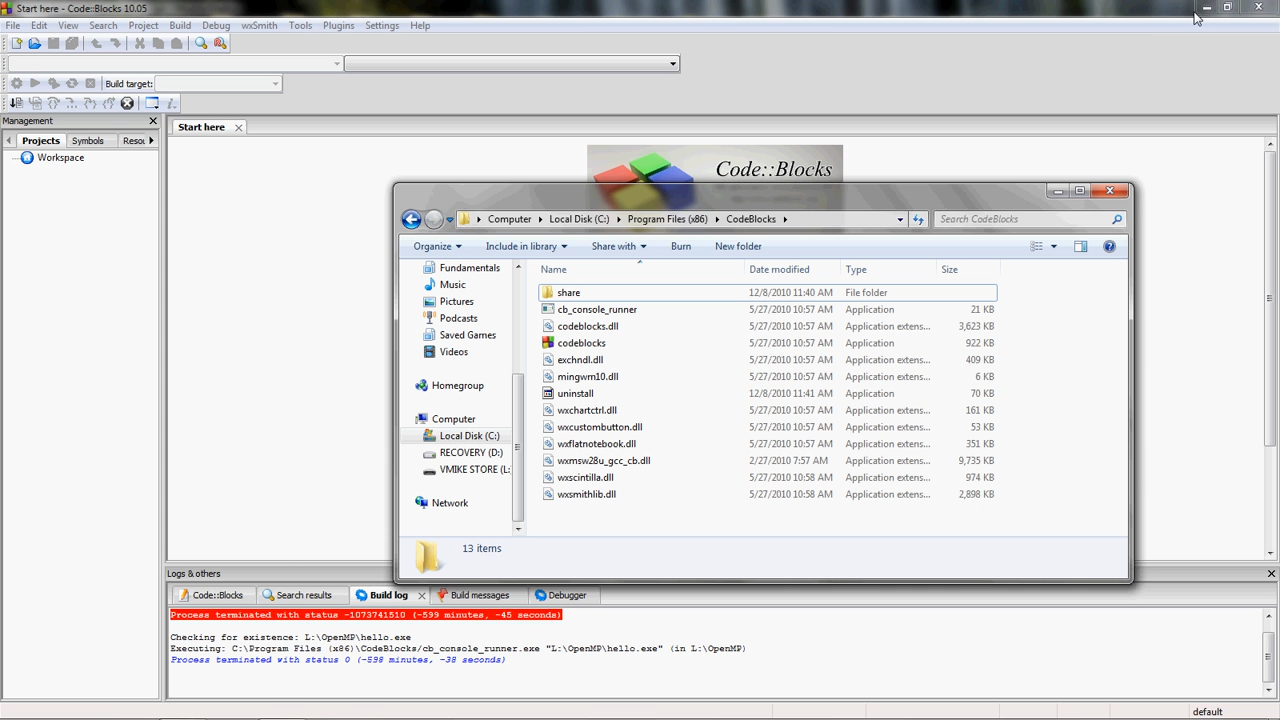 Start here - Code::Blocks 10.05
File Edit View Search Project Build Debug wxSmith Tools Plugins Settings Help
Build target:
Management
Projects Symbols Resou
Workspace
Start here
Code::Blocks
Computer Local Disk (C:) Program Files (x86) CodeBlocks Search CodeBlocks
Organize Include in library Share with Burn New folder
Name Date modified Type Size
Fundamentals
Music
Pictures
Podcasts
Saved Games
Videos
Homegroup
Computer
Local Disk (C:)
RECOVERY (D:)
VMIKE STORE (L:
Network
share 12/8/2010 11:40 AM File folder
cb_console_runner 5/27/2010 10:57 AM Application 21 KB
codeblocks.dll 5/27/2010 10:57 AM Application extens... 3,623 KB
codeblocks 5/27/2010 10:57 AM Application 922 KB
exchndl.dll 5/27/2010 10:57 AM Application extens... 409 KB
mingwm10.dll 5/27/2010 10:57 AM Application extens... 6 KB
uninstall 12/8/2010 11:41 AM Application 70 KB
wxchartctrl.dll 5/27/2010 10:57 AM Application extens... 161 KB
wxcustombutton.dll 5/27/2010 10:57 AM Application extens... 53 KB
wxflatnotebook.dll 5/27/2010 10:57 AM Application extens... 351 KB
wxmsw28u_gcc_cb.dll 2/27/2010 7:57 AM Application extens... 9,735 KB
wxscintilla.dll 5/27/2010 10:58 AM Application extens... 974 KB
wxsmithlib.dll 5/27/2010 10:58 AM Application extens... 2,898 KB
13 items
Logs & others
Code::Blocks Search results Build log Build messages Debugger
Process terminated with status -1073741510 (-599 minutes, -45 seconds)
Checking for existence: L:\OpenMP\hello.exe
Executing: C:\Program Files (x86)\CodeBlocks/cb_console_runner.exe "L:\OpenMP\hello.exe" (in L:\OpenMP)
Process terminated with status 0 (-598 minutes, -38 seconds)
default